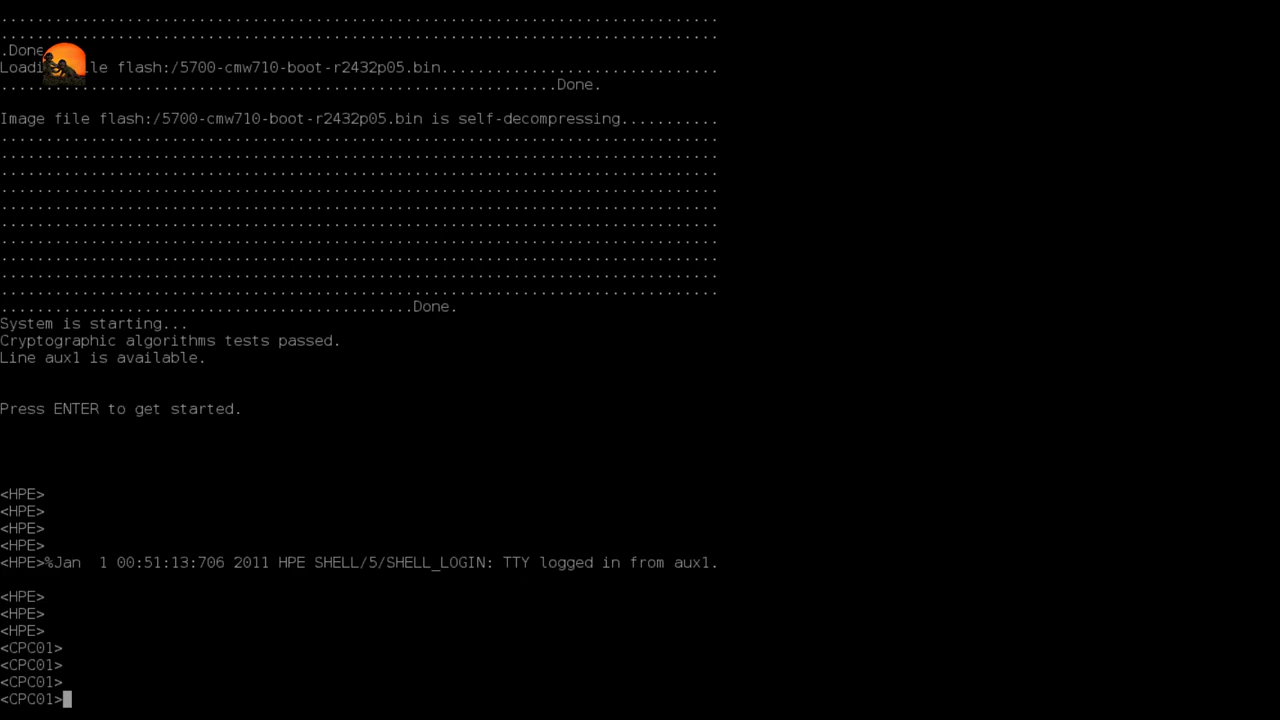 ................................................................................
................................................................................
.Done
Loadi le flash:/5700-cmw710-boot-r2432p05.bin...............................
..............................................................Done.
Image file flash:/5700-cmw710-boot-r2432p05.bin is self-decompressing...........
................................................................................
................................................................................
................................................................................
................................................................................
................................................................................
................................................................................
................................................................................
................................................................................
................................................................................
................................................................................
..............................................Done.
System is starting...
Cryptographic algorithms tests passed.
Line aux1 is available.
Press ENTER to get started.
<HPE>
<HPE>
<HPE>
<HPE>
<HPE>%Jan  1 00:51:13:706 2011 HPE SHELL/5/SHELL_LOGIN: TTY logged in from aux1.
<HPE>
<HPE>
<HPE>
<CPC01>
<CPC01>
<CPC01>
<CPC01>